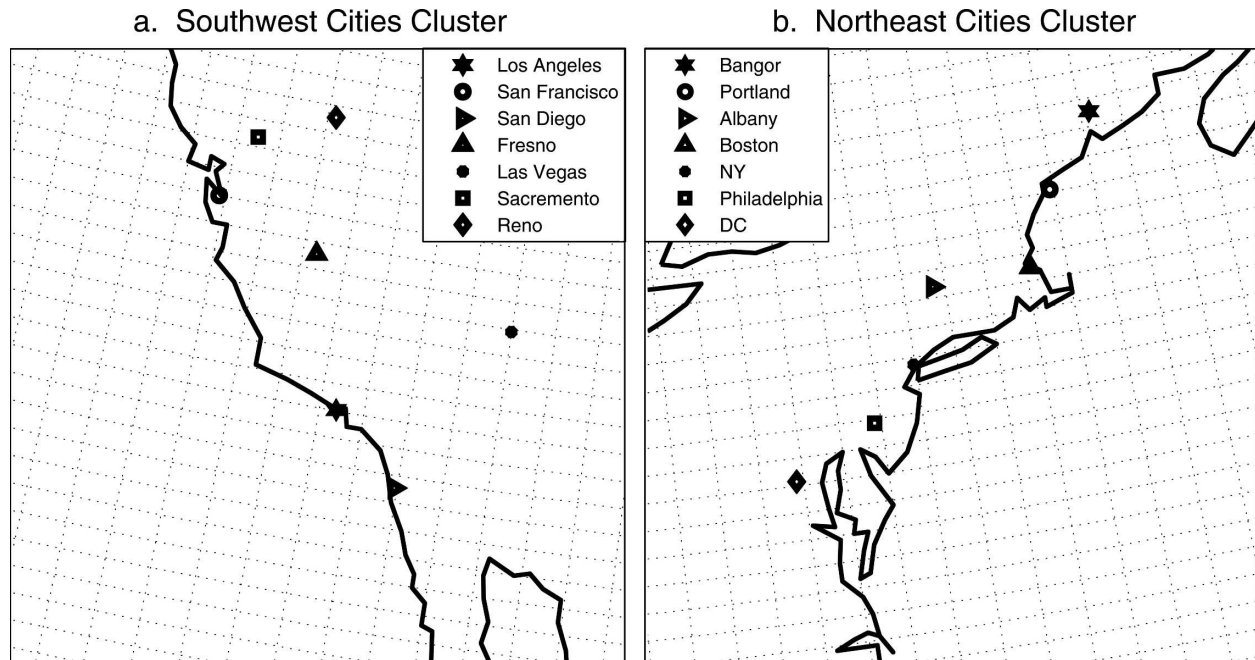 a. Southwest Cities Cluster
Los Angeles
San Francisco
San Diego
Fresno
Las Vegas
Sacremento
Reno
b. Northeast Cities Cluster
Bangor
Portland
Albany
Boston
NY
Philadelphia
DC